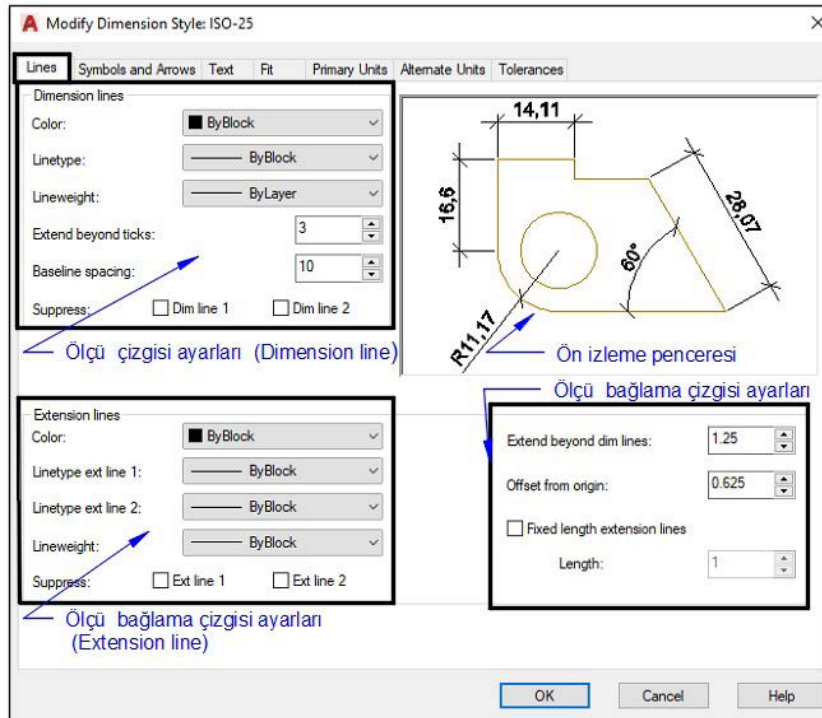 A Modify Dimension Style: ISO-25
Lines Symbols and Arrows Text Fit Primary Units Alternate Units Tolerances
Dimension lines
Color: ByBlock
Linetype: ByBlock
Lineweight: ByLayer
Extend beyond ticks: 3
Baseline spacing: 10
Suppress: Dim line 1 Dim line 2
Ölçü çizgisi ayarları (Dimension line)
14,11
16,6
28,07
60°
R11,17
Ön izleme penceresi
Ölçü bağlama çizgisi ayarları
Extension lines
Color: ByBlock
Linetype ext line 1: ByBlock
Linetype ext line 2: ByBlock
Lineweight: ByBlock
Suppress: Ext line 1 Ext line 2
Extend beyond dim lines: 1.25
Offset from origin: 0.625
Fixed length extension lines
Length: 1
Ölçü bağlama çizgisi ayarları
(Extension line)
OK Cancel Help